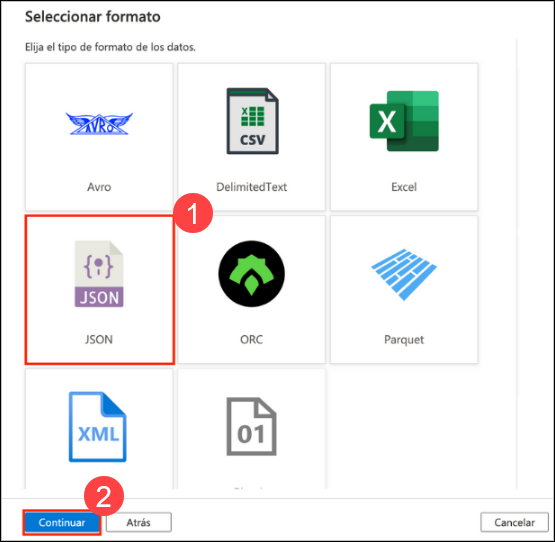 Seleccionar formato
Elija el tipo de formato de los datos.
AVRO
CSV
X
Avro
DelimitedText
Excel
1
{ }
JSON
JSON
ORC
Parquet
XML
01
2
Continuar
Atrás
Cancelar